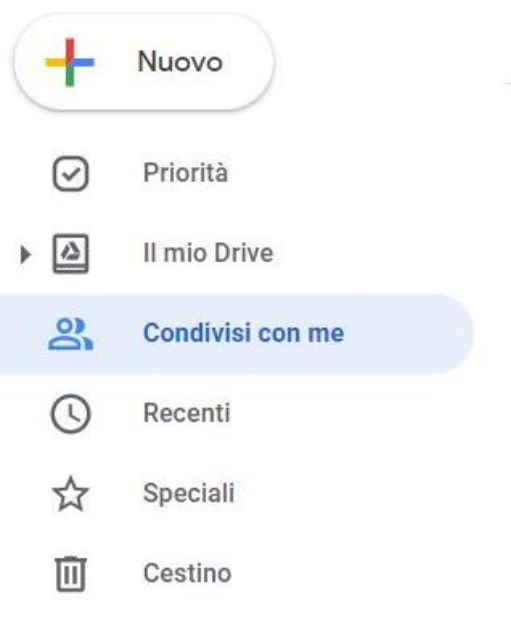 Nuovo
Priorità
Il mio Drive
Condivisi con me
Recenti
Speciali
Cestino